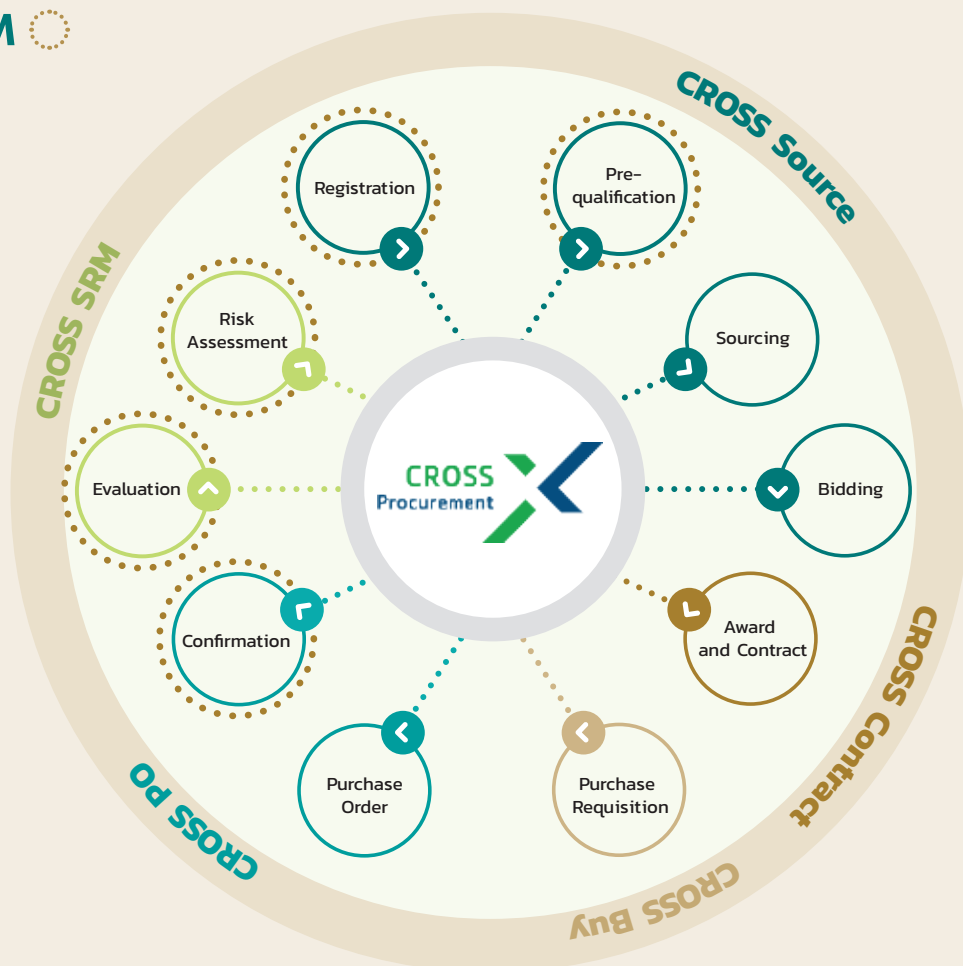 M
CROSS Source
Registration
Pre-
qualification
CROSS SRM
Risk
Assessment
Sourcing
Evaluation
CROSS
Procurement
Bidding
Confirmation
Award
and Contract
CROSS Contract
Purchase
Order
Purchase
Requisition
CROSS PO
CROSS Buy